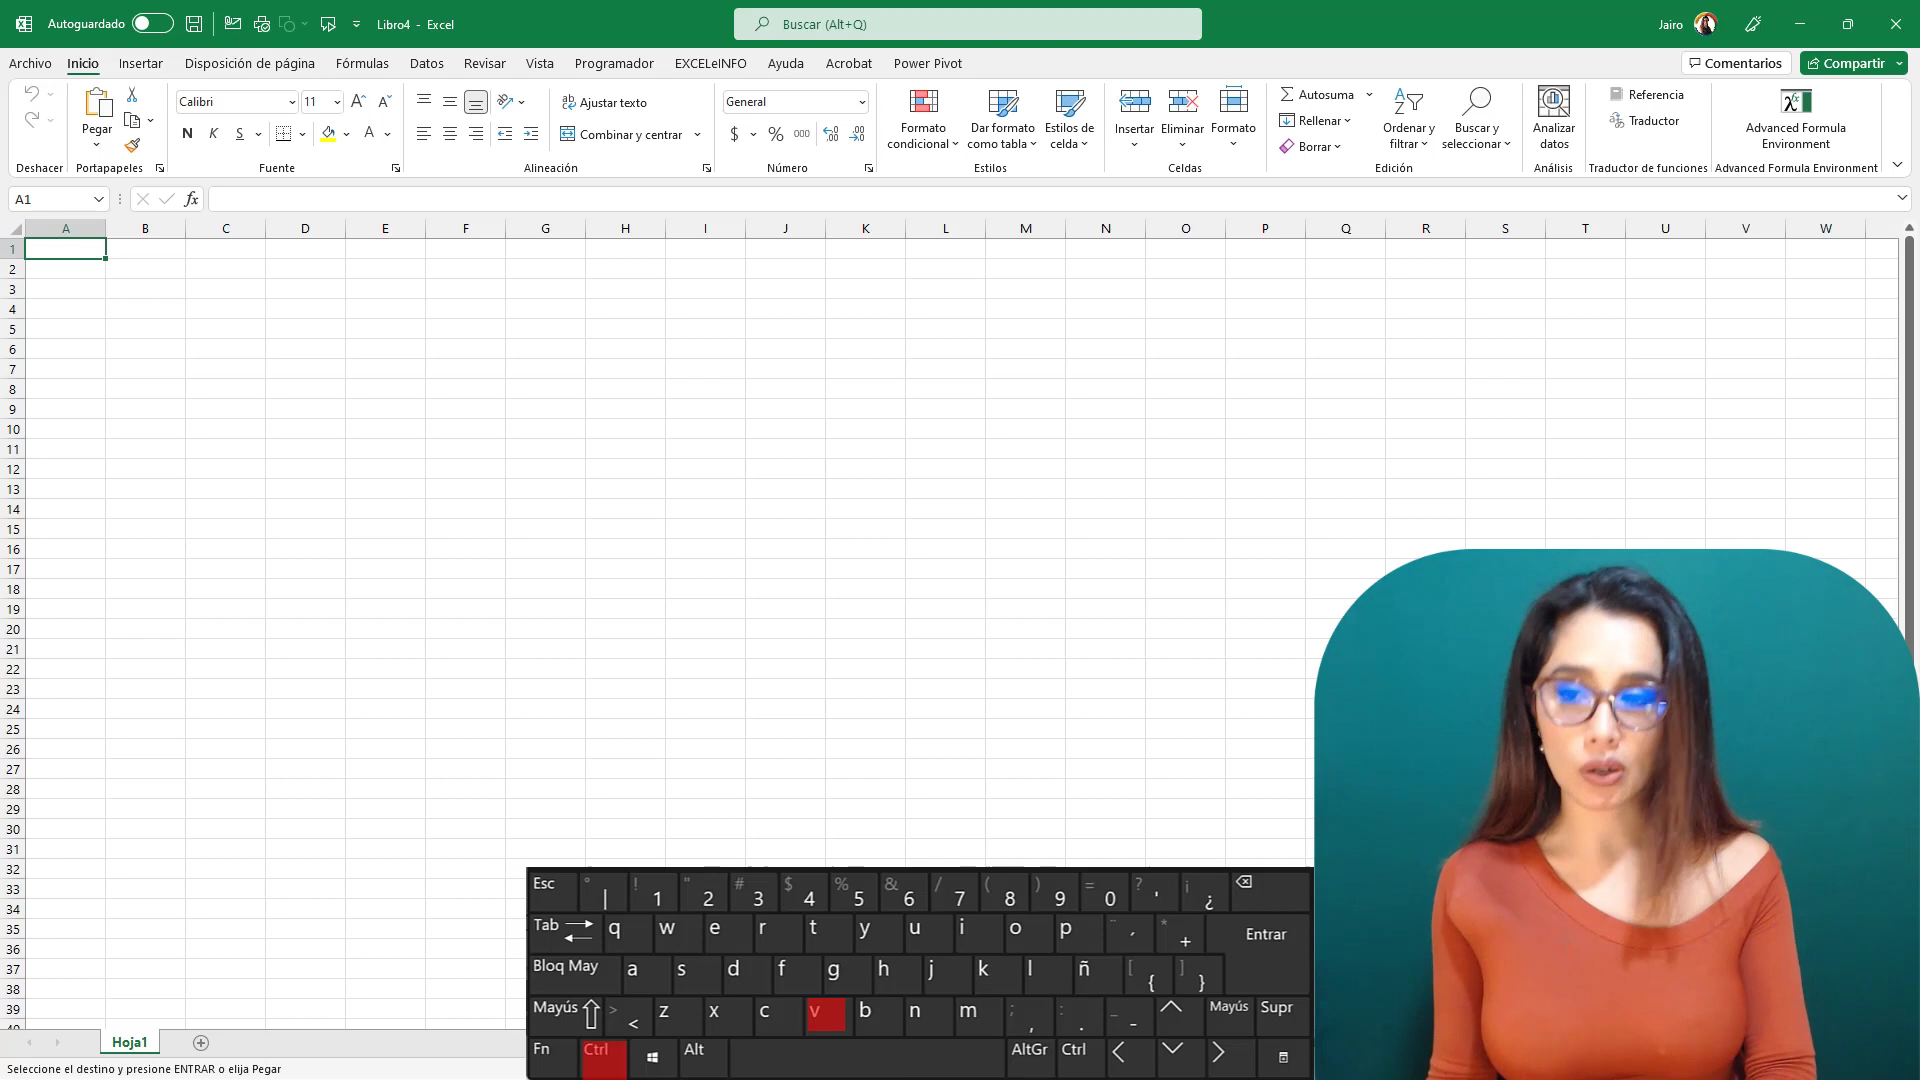 Autoguardado Libro4 - Excel Buscar (Alt+Q) Jairo
Archivo Inicio Insertar Disposición de página Fórmulas Datos Revisar Vista Programador EXCELeINFO Ayuda Acrobat Power Pivot Comentarios Compartir
Pegar
Deshacer Portapapeles
Calibri 11
N K S A
Fuente
ab Ajustar texto
Combinar y centrar
Alineación
General
$ % 000
Número
Formato condicional
Dar formato como tabla
Estilos de celda
Estilos
Insertar Eliminar Formato
Celdas
Autosuma
Rellenar
Borrar
Ordenar y filtrar
Buscar y seleccionar
Edición
Analizar datos
Análisis
Referencia
Traductor
Traductor de funciones
Advanced Formula Environment
Advanced Formula Environment
A1 fx
A B C D E F G H I J K L M N O P Q R S T U V W
1
2
3
4
5
6
7
8
9
10
11
12
13
14
15
16
17
18
19
20
21
22
23
24
25
26
27
28
29
30
31
32
33
34
35
36
37
38
39
40
Esc ° | ! 1 " 2 # 3 $ 4 % 5 & 6 / 7 ( 8 ) 9 = 0 ? ' ¡ ¿
Tab q w e r t y u i o p ¨ ´ * + Entrar
Bloq May a s d f g h j k l ñ [ { ] }
Mayús > < z x c v b n m ; , : . _ - Mayús Supr
Fn Ctrl Alt AltGr Ctrl
Hoja1
Seleccione el destino y presione ENTRAR o elija Pegar